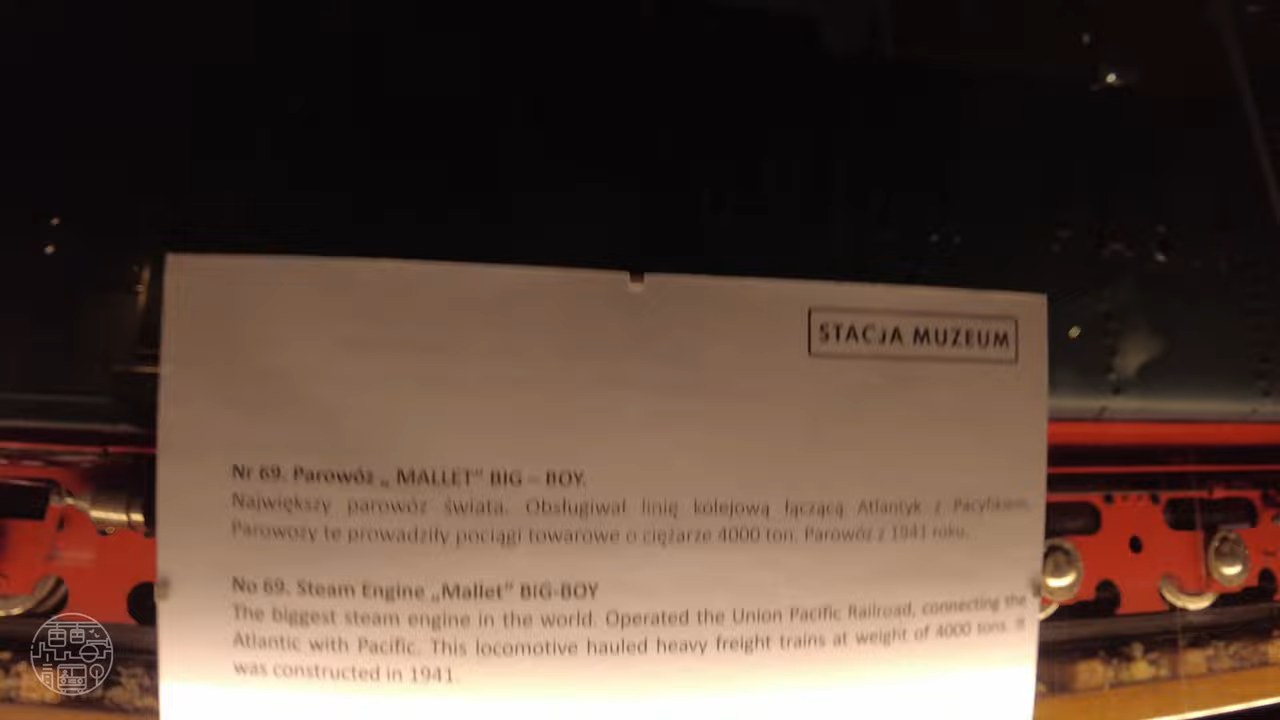 STACJA MUZEUM
Nr 69. Parowóz „ MALLET” BIG – BOY.
Największy parowóz świata. Obsługiwał linię kolejową łączącą Atlantyk z Pacyfikiem.
Parowozy te prowadziły pociągi towarowe o ciężarze 4000 ton. Parowóz z 1941 roku.
No 69. Steam Engine „Mallet” BIG-BOY
The biggest steam engine in the world. Operated the Union Pacific Railroad, connecting the
Atlantic with Pacific. This locomotive hauled heavy freight trains at weight of 4000 tons. It
was constructed in 1941.